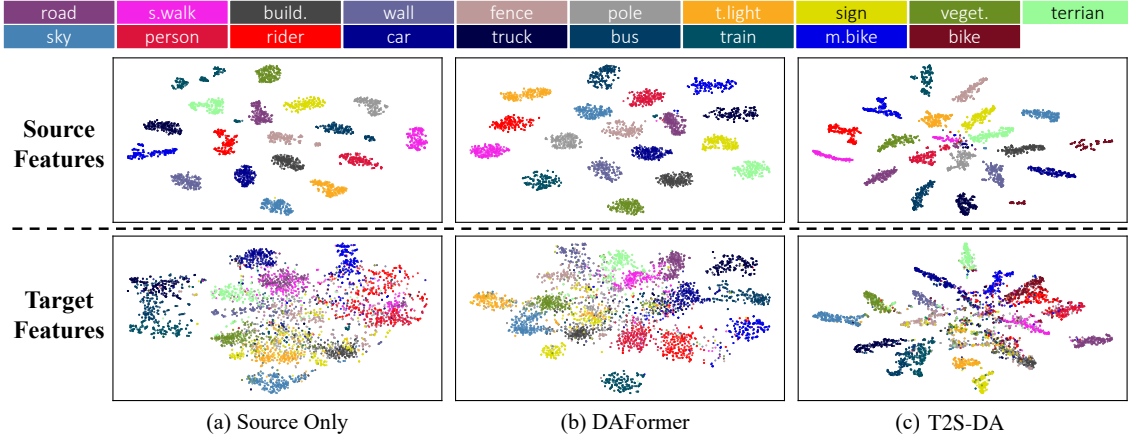 road s.walk build. wall fence pole t.light sign veget. terrian
sky person rider car truck bus train m.bike bike
Source
Features
Target
Features
(a) Source Only (b) DAFormer (c) T2S-DA